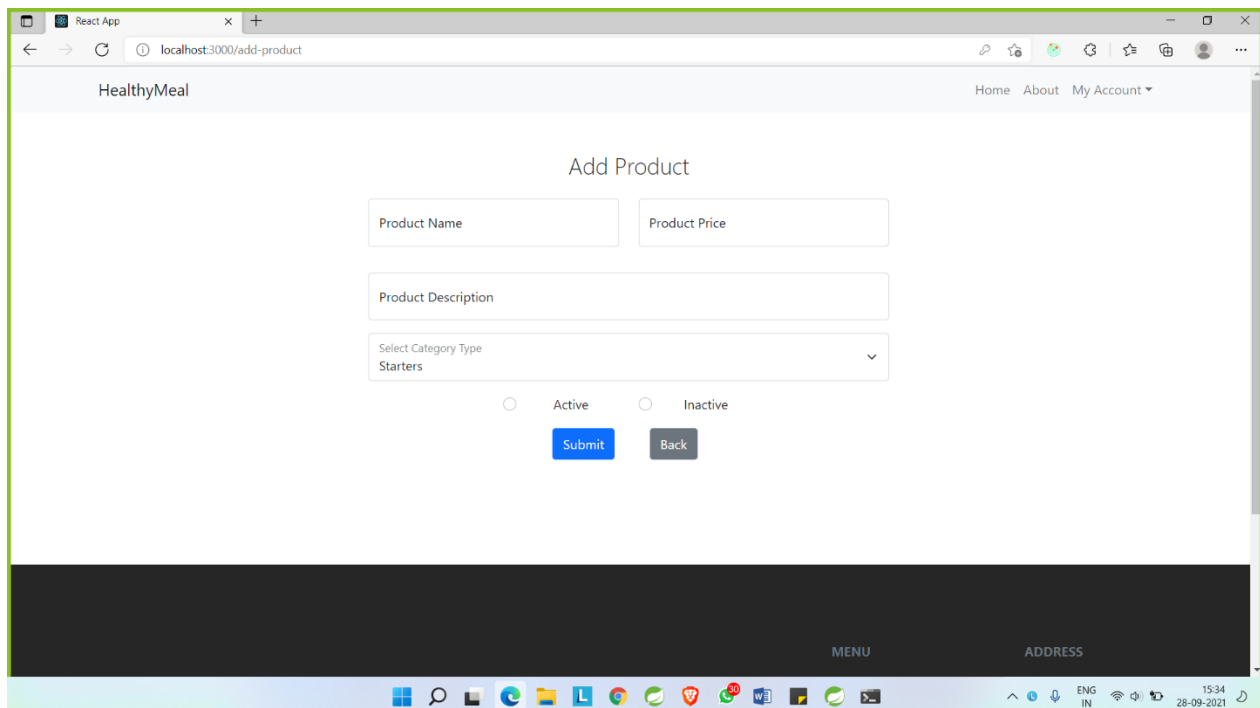 React App
localhost:3000/add-product
HealthyMeal
Home About My Account
Add Product
Product Name Product Price
Product Description
Select Category Type
Starters
Active Inactive
Submit Back
MENU ADDRESS
L
30
W
ENG
IN
15:34
28-09-2021